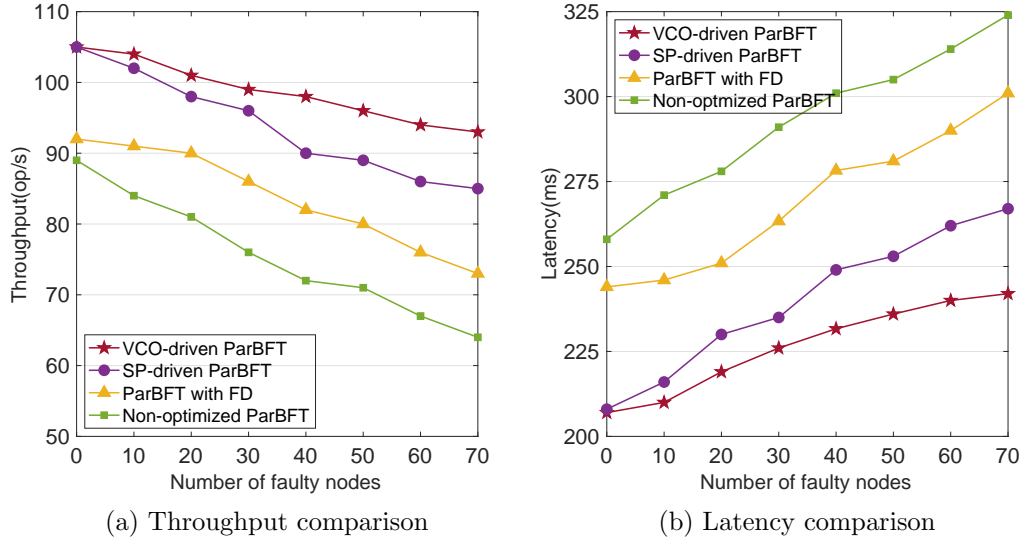 110
100
90
80
70
60
50
Throughput(op/s)
VCO-driven ParBFT
SP-driven ParBFT
ParBFT with FD
Non-optimized ParBFT
0 10 20 30 40 50 60 70
Number of faulty nodes
(a) Throughput comparison
325
300
275
250
225
200
Latency(ms)
VCO-driven ParBFT
SP-driven ParBFT
ParBFT with FD
Non-optmized ParBFT
0 10 20 30 40 50 60 70
Number of faulty nodes
(b) Latency comparison